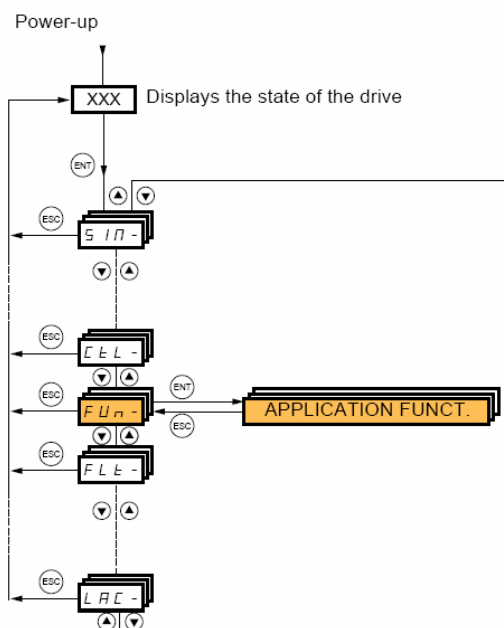 Power-up
XXX Displays the state of the drive
ENT
ESC
SIM-
ESC
CtL-
ENT
ESC
FUn-
APPLICATION FUNCT.
ESC
ESC
FLt-
ESC
LAC-